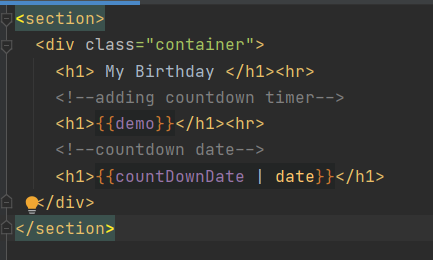 <section>
<div class="container">
<h1> My Birthday </h1><hr>
<!--adding countdown timer-->
<h1>{{demo}}</h1><hr>
<!--countdown date-->
<h1>{{countDownDate | date}}</h1>
</div>
</section>